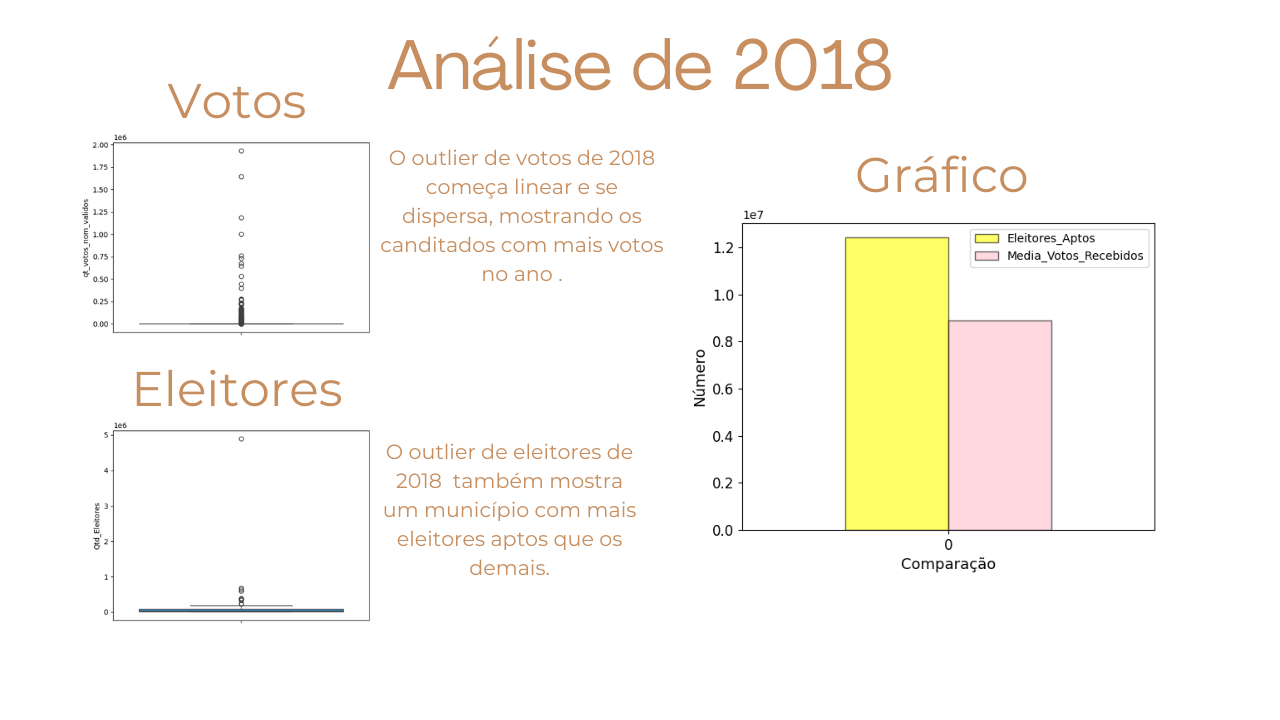 Análise de 2018
Votos
1e6
2.00
1.75
1.50
1.25
1.00
0.75
0.50
0.25
0.00
qt_votos_nom_validos
O outlier de votos de 2018
começa linear e se
dispersa, mostrando os
canditados com mais votos
no ano .
Eleitores
1e6
5
4
3
2
1
0
Qtd_Eleitores
O outlier de eleitores de
2018 também mostra
um município com mais
eleitores aptos que os
demais.
Gráfico
1e7
Eleitores_Aptos
Media_Votos_Recebidos
1.2
1.0
0.8
0.6
0.4
0.2
0.0
Número
0
Comparação